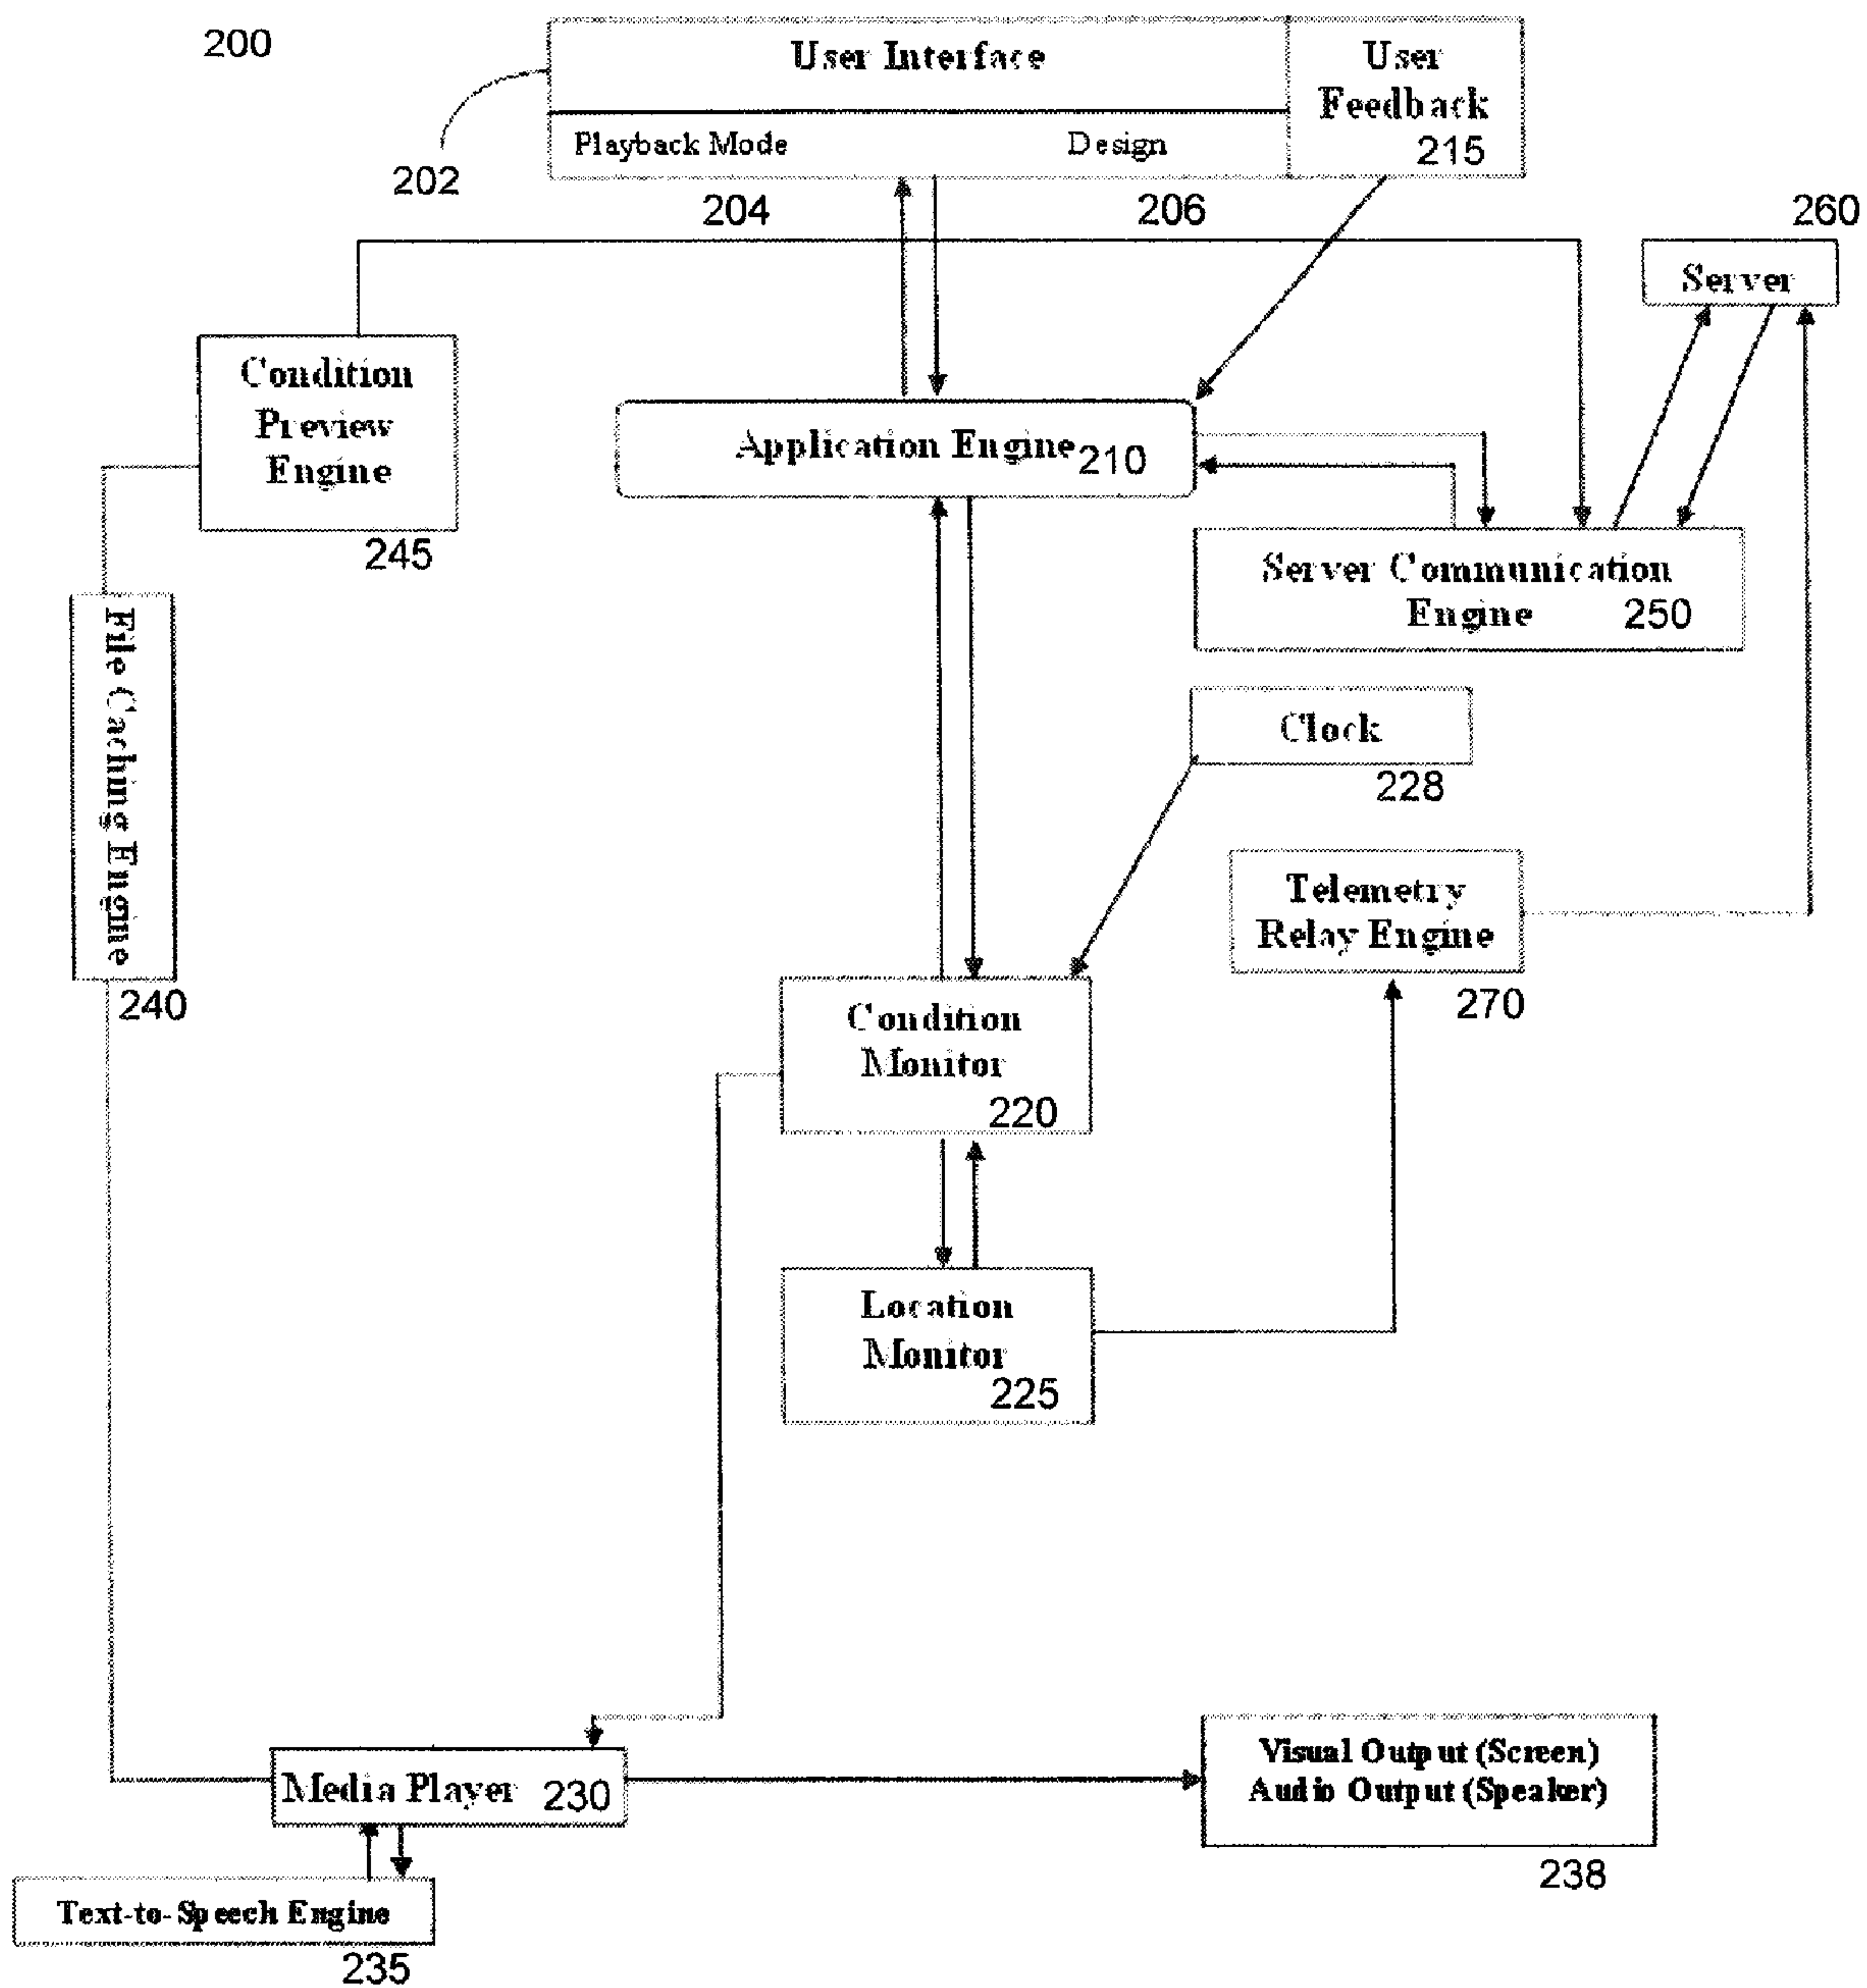 200
User Interface
User
Feedback
215
Playback Mode
Design
202
204
206
260
Server
Condition
Preview
Engine
245
Application Engine 210
Server Communication
Engine 250
File Caching Engine
240
Clock
228
Telemetry
Relay Engine
270
Condition
Monitor
220
Location
Monitor
225
Media Player 230
Visual Output (Screen)
Audio Output (Speaker)
238
Text-to-Speech Engine
235